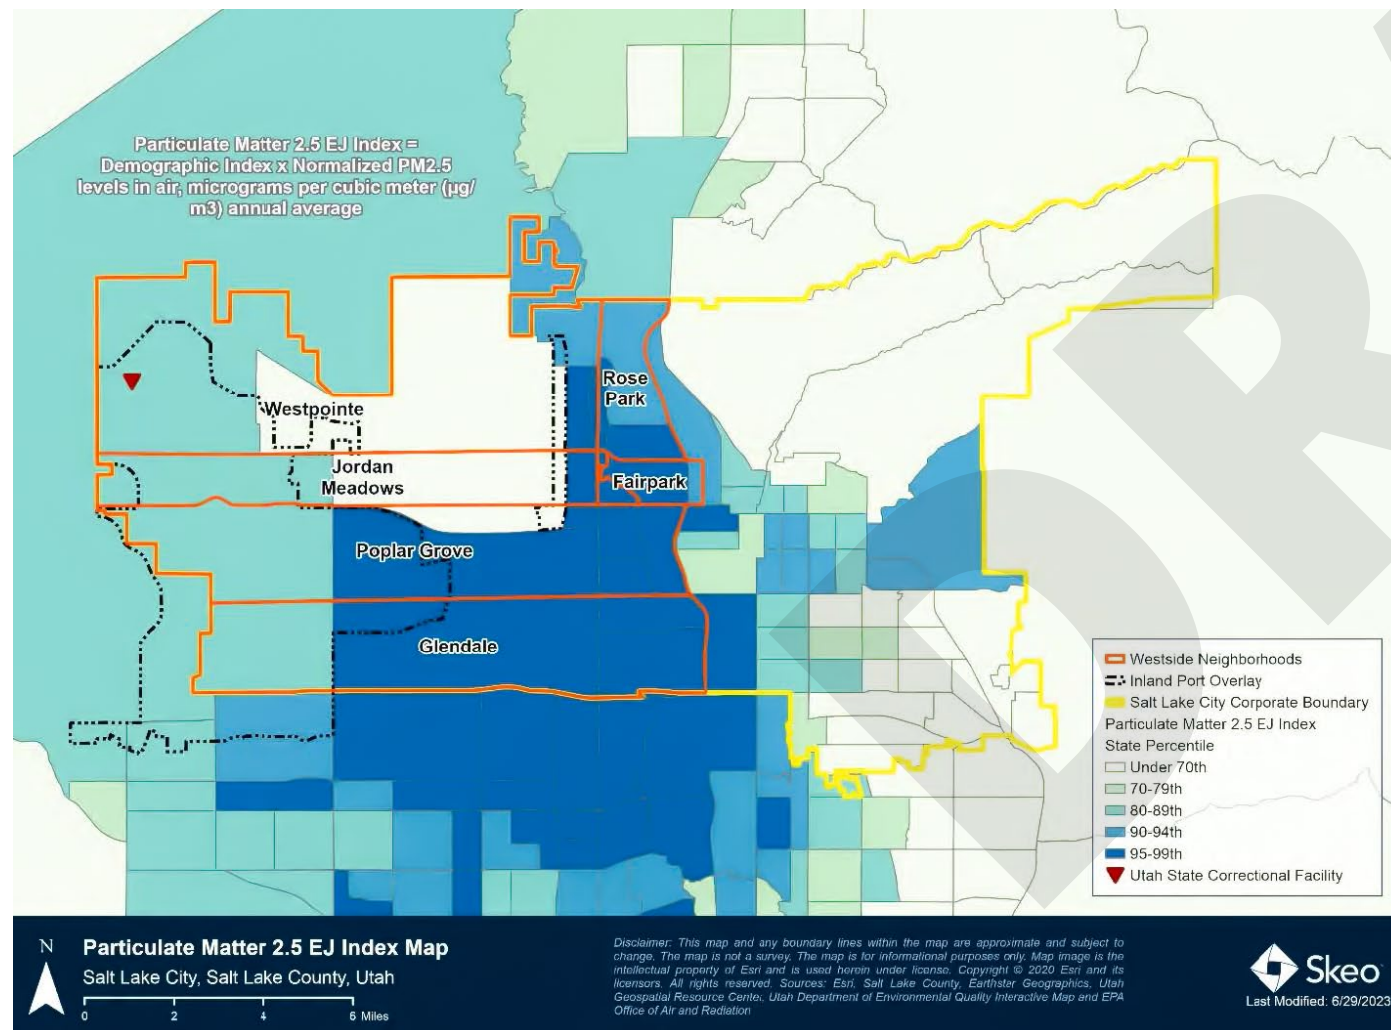 Particulate Matter 2.5 EJ Index =
Demographic Index x Normalized PM2.5
levels in air, micrograms per cubic meter (µg/
m3) annual average
Rose
Park
Westpointe
Jordan
Meadows
Fairpark
Poplar Grove
Glendale
Westside Neighborhoods
Inland Port Overlay
Salt Lake City Corporate Boundary
Particulate Matter 2.5 EJ Index
State Percentile
Under 70th
70-79th
80-89th
90-94th
95-99th
Utah State Correctional Facility
DR
N
Particulate Matter 2.5 EJ Index Map
Salt Lake City, Salt Lake County, Utah
0 2 4 6 Miles
Disclaimer: This map and any boundary lines within the map are approximate and subject to
change. The map is not a survey. The map is for informational purposes only. Map image is the
intellectual property of Esri and is used herein under license. Copyright © 2020 Esri and its
licensors. All rights reserved. Sources: Esri, Salt Lake County, Earthstar Geographics, Utah
Geospatial Resource Center, Utah Department of Environmental Quality Interactive Map and EPA
Office of Air and Radiation
Skeo
Last Modified: 6/29/2023